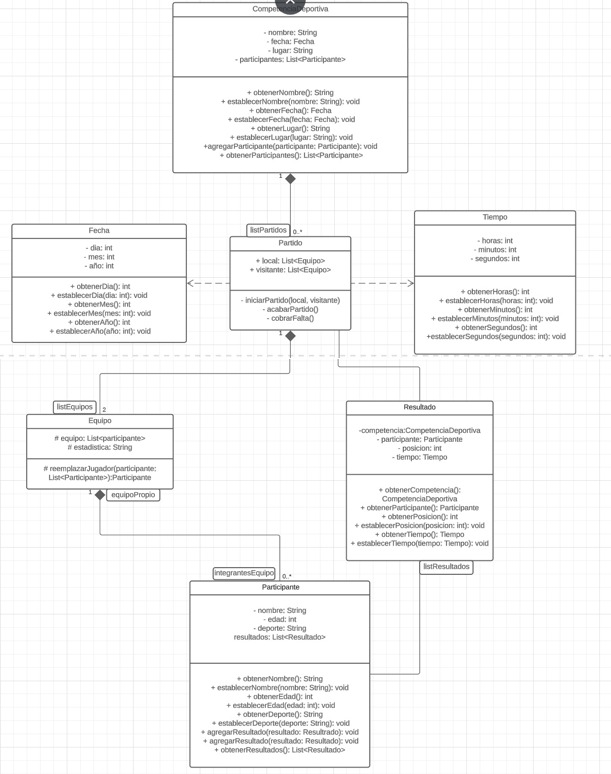 CompetenciaDeportiva
- nombre: String
- fecha: Fecha
- lugar: String
- participantes: List<Participante>
+ obtenerNombre(): String
+ establecerNombre(nombre: String): void
+ obtenerFecha(): Fecha
+ establecerFecha(fecha: Fecha): void
+ obtenerLugar(): String
+ establecerLugar(lugar: String): void
+agregarParticipante(participante: Participante): void
+ obtenerParticipantes(): List<Participante>
1
listPartidos
0..*
Fecha
- dia: int
- mes: int
- año: int
+ obtenerDia(): int
+ establecerDia(dia: int): void
+ obtenerMes(): int
+ establecerMes(mes: int): void
+ obtenerAño(): int
+ establecerAño(año: int): void
Partido
+ local: List<Equipo>
+ visitante: List<Equipo>
- iniciarPartido(local, visitante)
- acabarPartido()
- cobrarFalta()
1
Tiempo
- horas: int
- minutos: int
- segundos: int
+ obtenerHoras(): int
+ establecerHoras(horas: int): void
+ obtenerMinutos(): int
+ establecerMinutos(minutos: int): void
+ obtenerSegundos(): int
+establecerSegundos(segundos: int): void
listEquipos
2
Equipo
# equipo: List<participante>
# estadistica: String
# reemplazarJugador(participante:
List<Participante>):Participante
1
equipoPropio
Resultado
-competencia:CompetenciaDeportiva
- participante: Participante
- posicion: int
- tiempo: Tiempo
+ obtenerCompetencia():
CompetenciaDeportiva
+ obtenerParticipante(): Participante
+ obtenerPosicion(): int
+ establecerPosicion(posicion: int): void
+ obtenerTiempo(): Tiempo
+ establecerTiempo(tiempo: Tiempo): void
listResultados
integrantesEquipo
0..*
Participante
- nombre: String
- edad: int
- deporte: String
resultados: List<Resultado>
+ obtenerNombre(): String
+ establecerNombre(nombre: String): void
+ obtenerEdad(): int
+ establecerEdad(edad: int): void
+ obtenerDeporte(): String
+ establecerDeporte(deporte: String): void
+ agregarResultado(resultado: Resultrado): void
+ agregarResultado(resultado: Resultado): void
+ obtenerResultados(): List<Resultado>